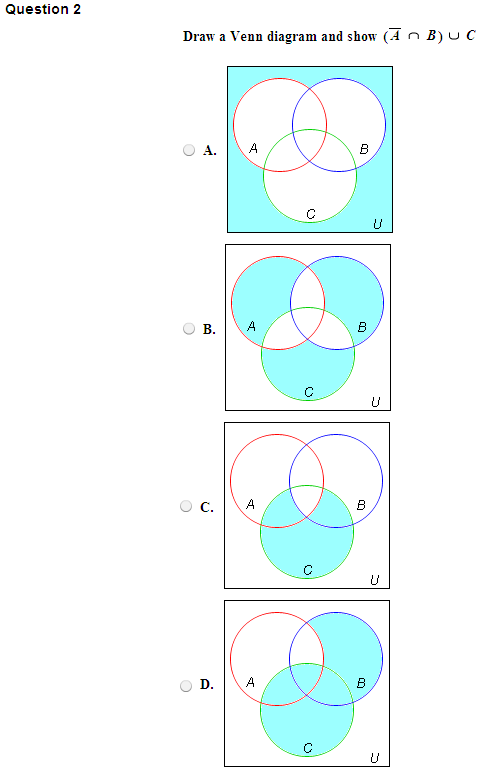 Question 2
Draw a Venn diagram and show (A̅ ∩ B) ∪ C
A.
A
B
C
U
B.
A
B
C
U
C.
A
B
C
U
D.
A
B
C
U